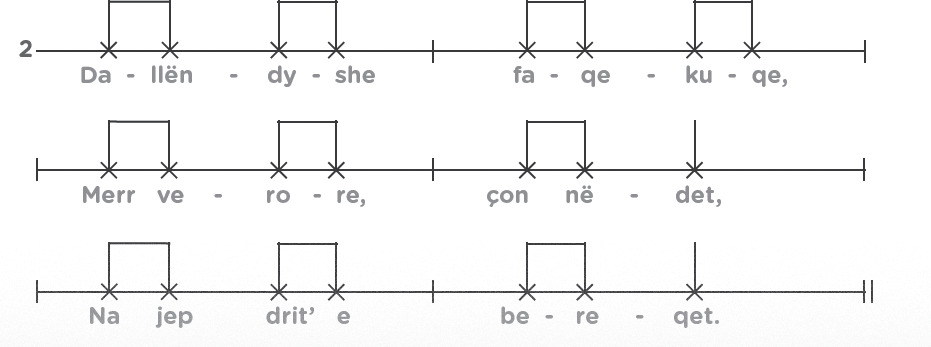 2
Da - llën - dy - she fa - qe - ku - qe,
Merr ve - ro - re, çon në - det,
Na jep drit’ e be - re - qet.